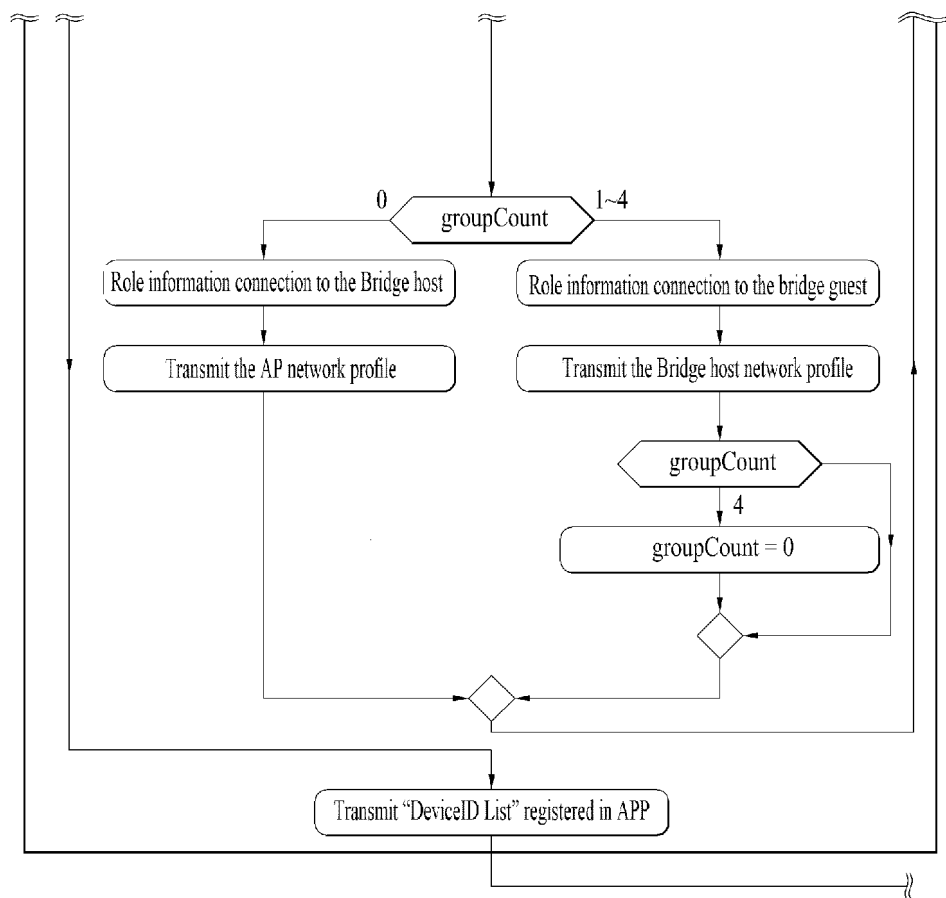 0
1~4
groupCount
Role information connection to the Bridge host
Role information connection to the bridge guest
Transmit the AP network profile
Transmit the Bridge host network profile
groupCount
4
groupCount = 0
Transmit “DeviceID List” registered in APP